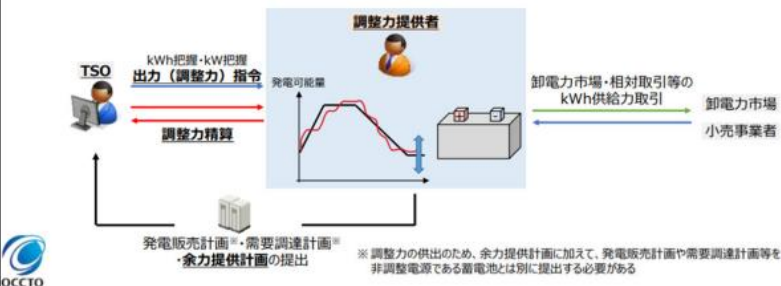 調整力提供者
TSO
kWh把握・kW把握
出力(調整力)指令
調整力精算
発電可能量
卸電力市場・相対取引等の
kWh供給力取引
卸電力市場
小売事業者
発電販売計画※・需要調達計画※
・余力提供計画の提出
※ 調整力の供出のため、余力提供計画に加えて、発電販売計画や需要調達計画等を
非調整電源である蓄電池とは別に提出する必要がある
OCCTO